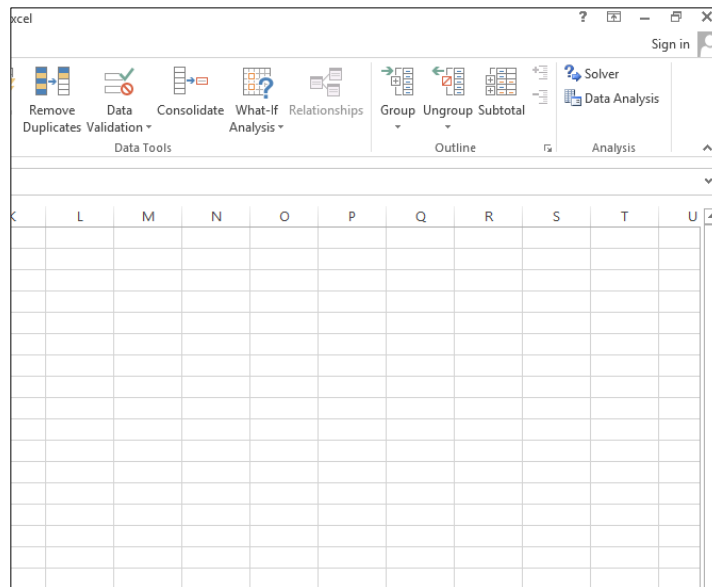 xcel
?
Sign in
Remove Duplicates
Data Validation
Consolidate
What-If Analysis
Relationships
Group
Ungroup
Subtotal
Solver
Data Analysis
Data Tools
Outline
Analysis
K L M N O P Q R S T U